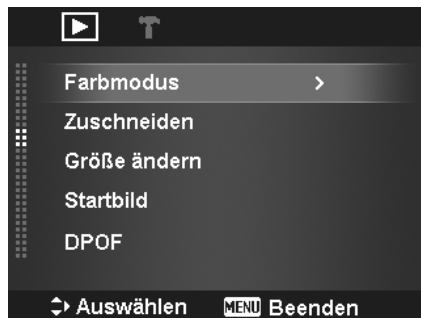 Farbmodus
Zuschneiden
Größe ändern
Startbild
DPOF
Auswählen MENU Beenden